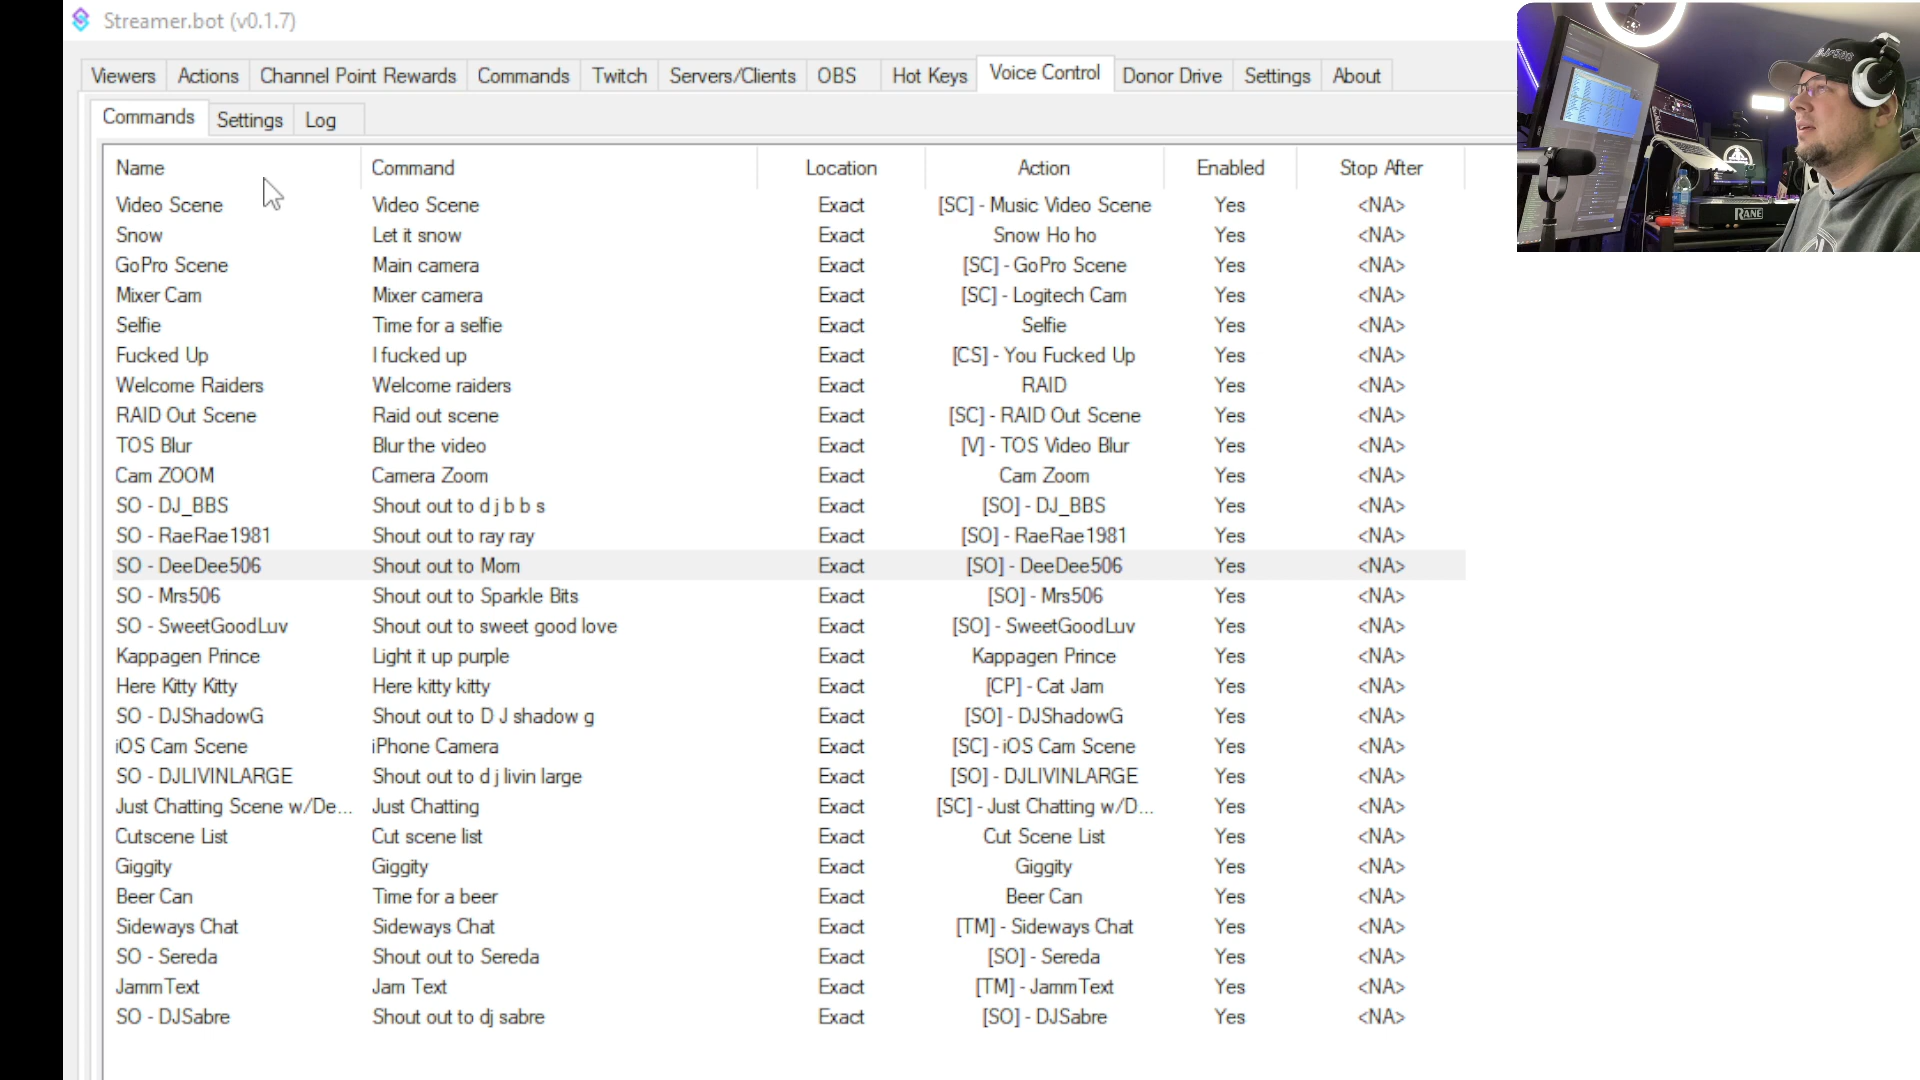 Streamer.bot (v0.1.7)
Viewers Actions Channel Point Rewards Commands Twitch Servers/Clients OBS Hot Keys Voice Control Donor Drive Settings About
Commands Settings Log
Name Command Location Action Enabled Stop After
Video Scene Video Scene Exact [SC] - Music Video Scene Yes <NA>
Snow Let it snow Exact Snow Ho ho Yes <NA>
GoPro Scene Main camera Exact [SC] - GoPro Scene Yes <NA>
Mixer Cam Mixer camera Exact [SC] - Logitech Cam Yes <NA>
Selfie Time for a selfie Exact Selfie Yes <NA>
Fucked Up I fucked up Exact [CS] - You Fucked Up Yes <NA>
Welcome Raiders Welcome raiders Exact RAID Yes <NA>
RAID Out Scene Raid out scene Exact [SC] - RAID Out Scene Yes <NA>
TOS Blur Blur the video Exact [V] - TOS Video Blur Yes <NA>
Cam ZOOM Camera Zoom Exact Cam Zoom Yes <NA>
SO - DJ_BBS Shout out to d j b b s Exact [SO] - DJ_BBS Yes <NA>
SO - RaeRae1981 Shout out to ray ray Exact [SO] - RaeRae1981 Yes <NA>
SO - DeeDee506 Shout out to Mom Exact [SO] - DeeDee506 Yes <NA>
SO - Mrs506 Shout out to Sparkle Bits Exact [SO] - Mrs506 Yes <NA>
SO - SweetGoodLuv Shout out to sweet good love Exact [SO] - SweetGoodLuv Yes <NA>
Kappagen Prince Light it up purple Exact Kappagen Prince Yes <NA>
Here Kitty Kitty Here kitty kitty Exact [CP] - Cat Jam Yes <NA>
SO - DJShadowG Shout out to D J shadow g Exact [SO] - DJShadowG Yes <NA>
iOS Cam Scene iPhone Camera Exact [SC] - iOS Cam Scene Yes <NA>
SO - DJLIVINLARGE Shout out to d j livin large Exact [SO] - DJLIVINLARGE Yes <NA>
Just Chatting Scene w/De... Just Chatting Exact [SC] - Just Chatting w/D... Yes <NA>
Cutscene List Cut scene list Exact Cut Scene List Yes <NA>
Giggity Giggity Exact Giggity Yes <NA>
Beer Can Time for a beer Exact Beer Can Yes <NA>
Sideways Chat Sideways Chat Exact [TM] - Sideways Chat Yes <NA>
SO - Sereda Shout out to Sereda Exact [SO] - Sereda Yes <NA>
JammText Jam Text Exact [TM] - JammText Yes <NA>
SO - DJSabre Shout out to dj sabre Exact [SO] - DJSabre Yes <NA>
RANE